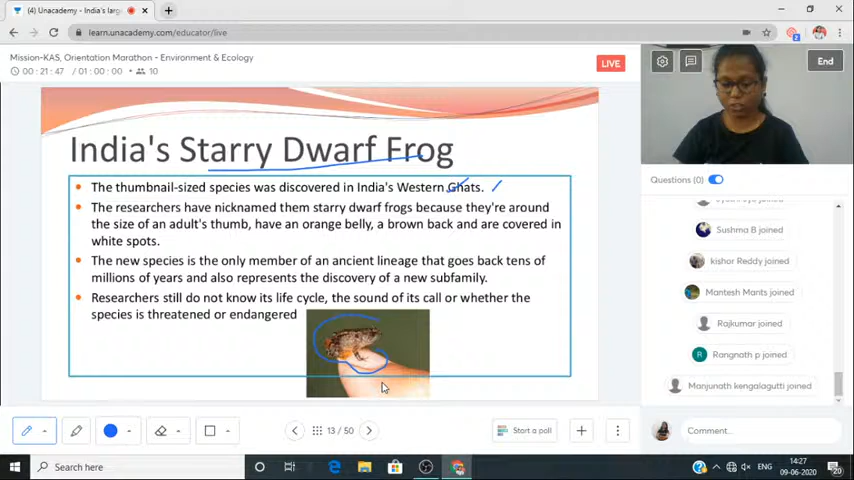 (4) Unacademy - India's larg
learn.unacademy.com/educator/live
Mission-KAS, Orientation Marathon - Environment & Ecology
00:21:47 / 01:00:00 • 10
LIVE
End
India's Starry Dwarf Frog
The thumbnail-sized species was discovered in India's Western Ghats.
The researchers have nicknamed them starry dwarf frogs because they're around
the size of an adult's thumb, have an orange belly, a brown back and are covered in
white spots.
The new species is the only member of an ancient lineage that goes back tens of
millions of years and also represents the discovery of a new subfamily.
Researchers still do not know its life cycle, the sound of its call or whether the
species is threatened or endangered
Questions (0)
Sushma B joined
kishor Reddy joined
Mantesh Mants joined
Rajkumar joined
R Rangnath p joined
Manjunath kengalagutti joined
13 / 50
Start a poll
Comment...
Search here
ENG
14:27
09-06-2020
20